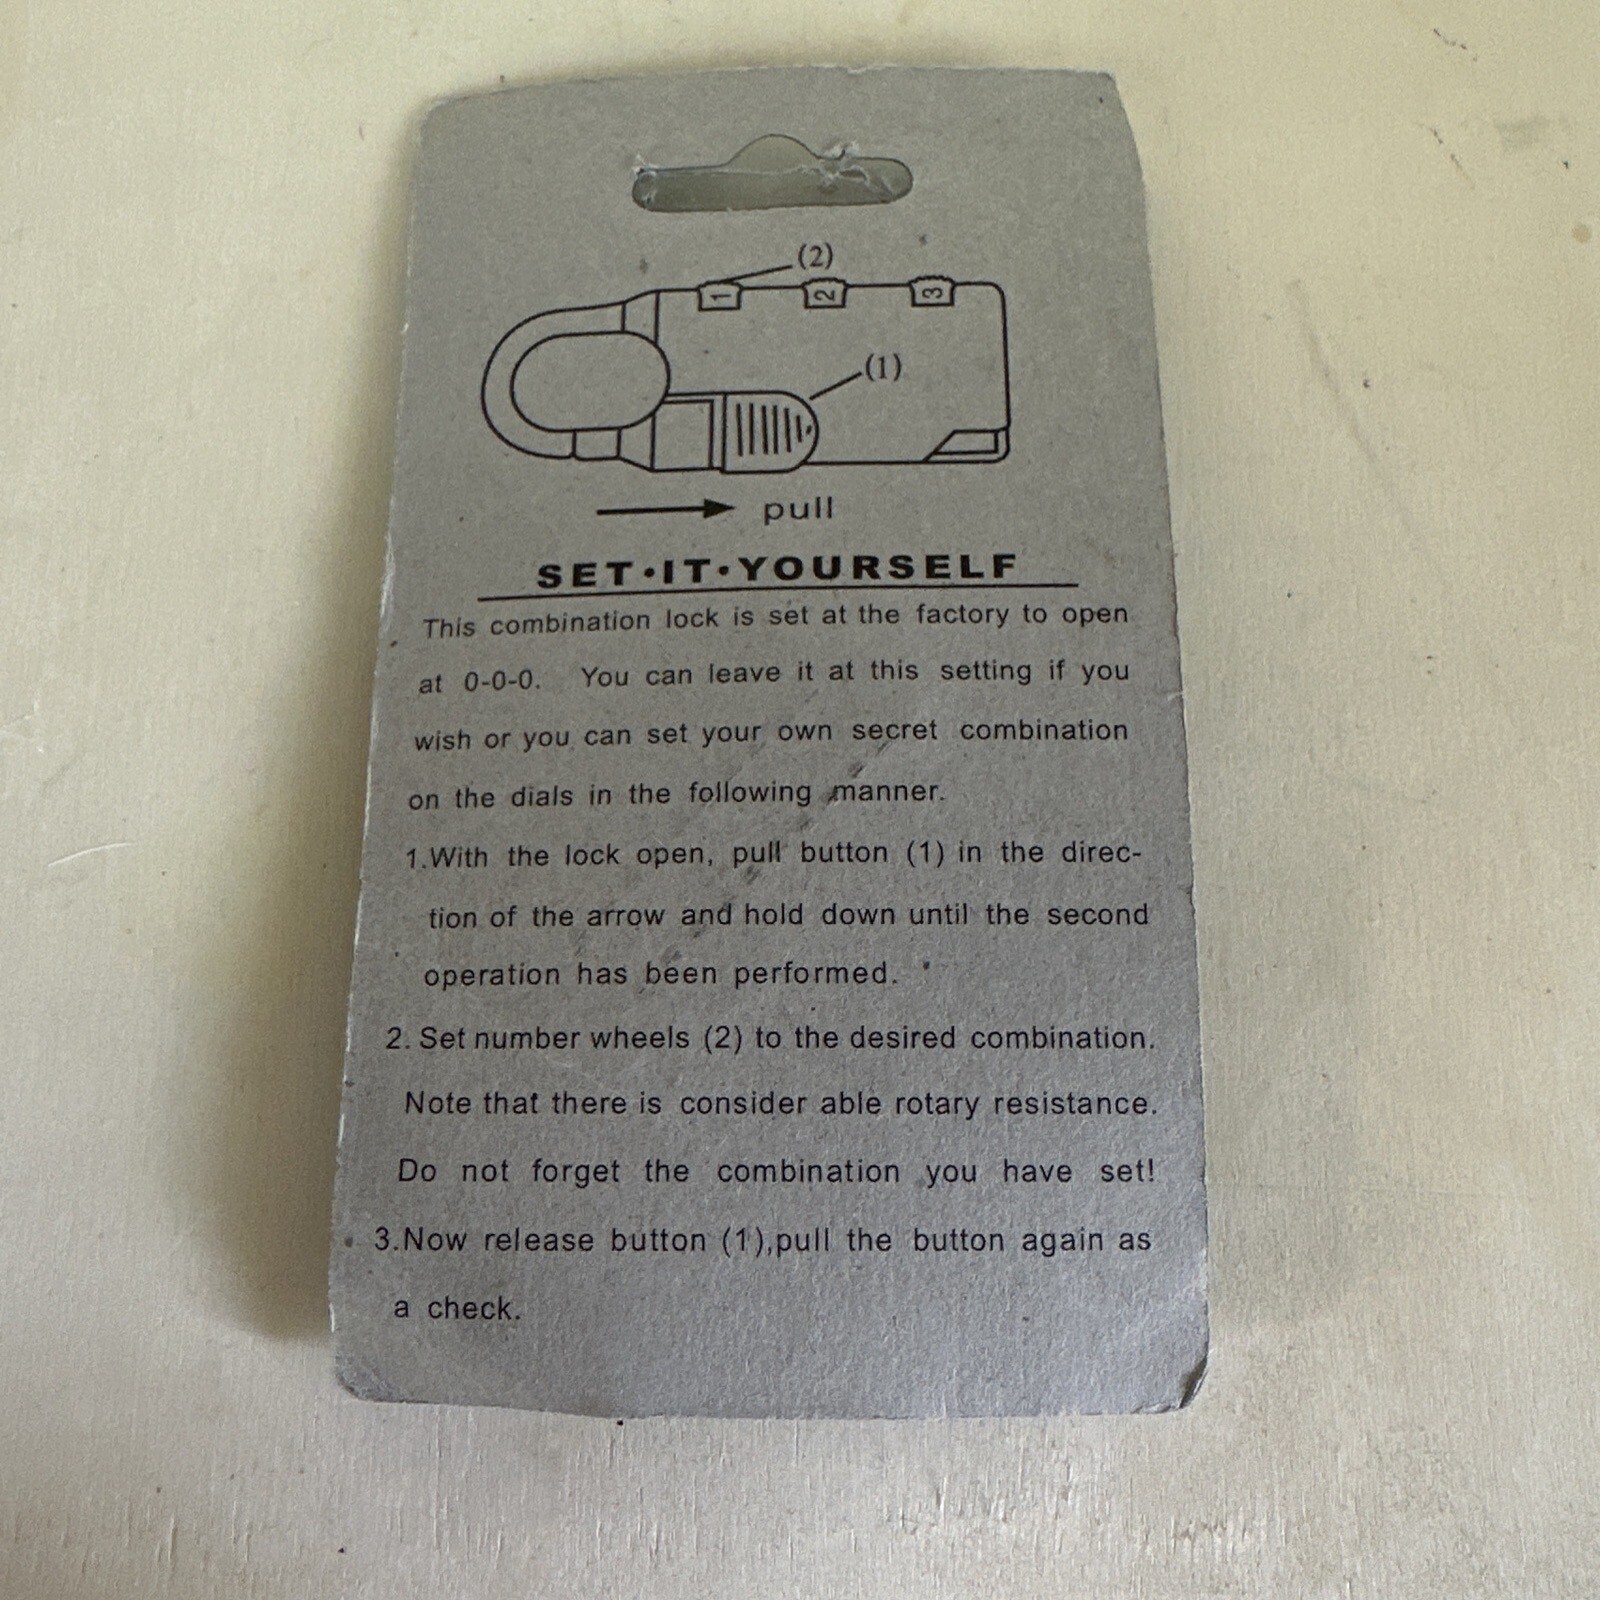 (2)
1 2 3
(1)
pull
SET•IT•YOURSELF
This combination lock is set at the factory to open
at 0-0-0. You can leave it at this setting if you
wish or you can set your own secret combination
on the dials in the following manner.
1.With the lock open, pull button (1) in the direc-
tion of the arrow and hold down until the second
operation has been performed.
2. Set number wheels (2) to the desired combination.
Note that there is consider able rotary resistance.
Do not forget the combination you have set!
3.Now release button (1),pull the button again as
a check.